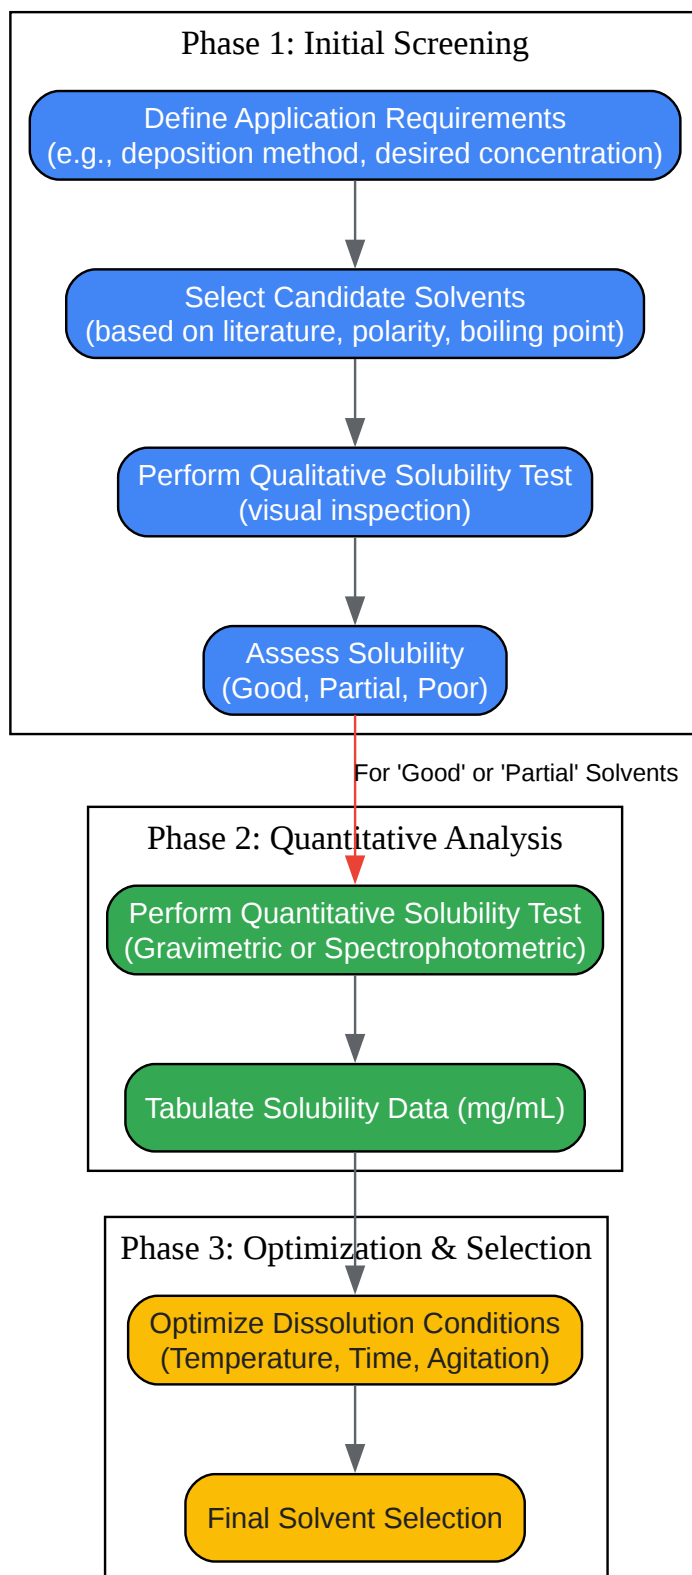 Phase 1: Initial Screening
Define Application Requirements
(e.g., deposition method, desired concentration)
Select Candidate Solvents
(based on literature, polarity, boiling point)
Perform Qualitative Solubility Test
(visual inspection)
Assess Solubility
(Good, Partial, Poor)
For 'Good' or 'Partial' Solvents
Phase 2: Quantitative Analysis
Perform Quantitative Solubility Test
(Gravimetric or Spectrophotometric)
Tabulate Solubility Data (mg/mL)
Phase 3: Optimization & Selection
Optimize Dissolution Conditions
(Temperature, Time, Agitation)
Final Solvent Selection